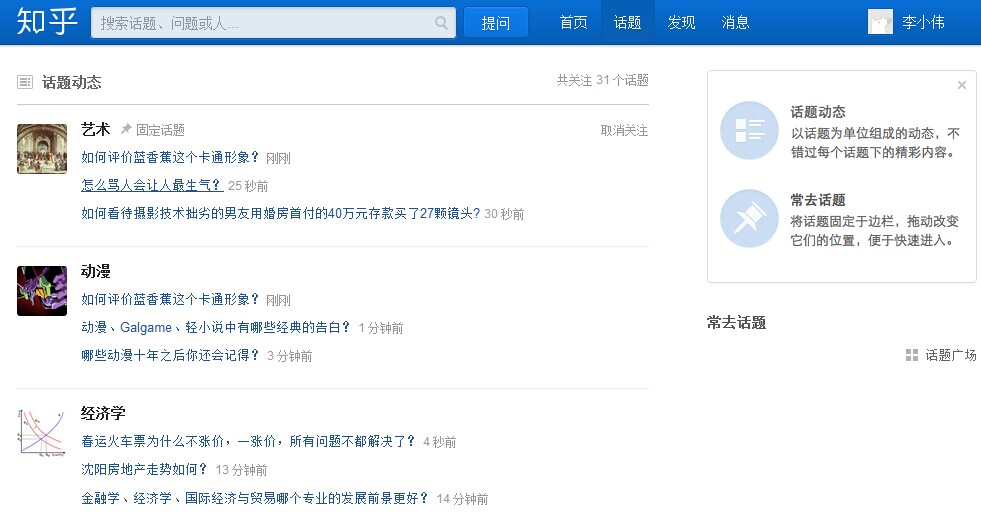 知乎 搜索话题、问题或人... 提问 首页 话题 发现 消息 李小伟
话题动态 共关注 31 个话题
艺术 固定话题 取消关注
如何评价蓝香蕉这个卡通形象? 刚刚
怎么骂人会让人最生气? 25 秒前
如何看待摄影技术拙劣的男友用婚房首付的40万元存款买了27颗镜头? 30 秒前
动漫
如何评价蓝香蕉这个卡通形象? 刚刚
动漫、Galgame、轻小说中有哪些经典的告白? 1 分钟前
哪些动漫十年之后你还会记得? 3 分钟前
经济学
春运火车票为什么不涨价，一涨价，所有问题不都解决了? 4 秒前
沈阳房地产走势如何? 13 分钟前
金融学、经济学、国际经济与贸易哪个专业的发展前景更好? 14 分钟前
×
话题动态
以话题为单位组成的动态，不
错过每个话题下的精彩内容。
常去话题
将话题固定于边栏，拖动改变
它们的位置，便于快速进入。
常去话题
话题广场